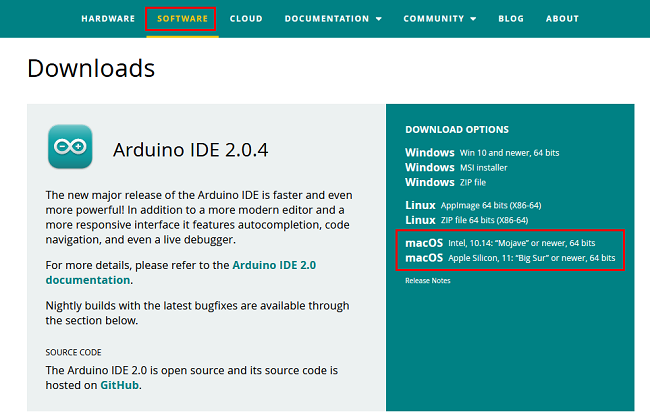 HARDWARE SOFTWARE CLOUD DOCUMENTATION COMMUNITY BLOG ABOUT
Downloads
Arduino IDE 2.0.4
The new major release of the Arduino IDE is faster and even
more powerful! In addition to a more modern editor and a
more responsive interface it features autocompletion, code
navigation, and even a live debugger.
For more details, please refer to the Arduino IDE 2.0
documentation.
Nightly builds with the latest bugfixes are available through
the section below.
SOURCE CODE
The Arduino IDE 2.0 is open source and its source code is
hosted on GitHub.
DOWNLOAD OPTIONS
Windows Win 10 and newer, 64 bits
Windows MSI installer
Windows ZIP file
Linux AppImage 64 bits (X86-64)
Linux ZIP file 64 bits (X86-64)
macOS Intel, 10.14: “Mojave” or newer, 64 bits
macOS Apple Silicon, 11: “Big Sur” or newer, 64 bits
Release Notes